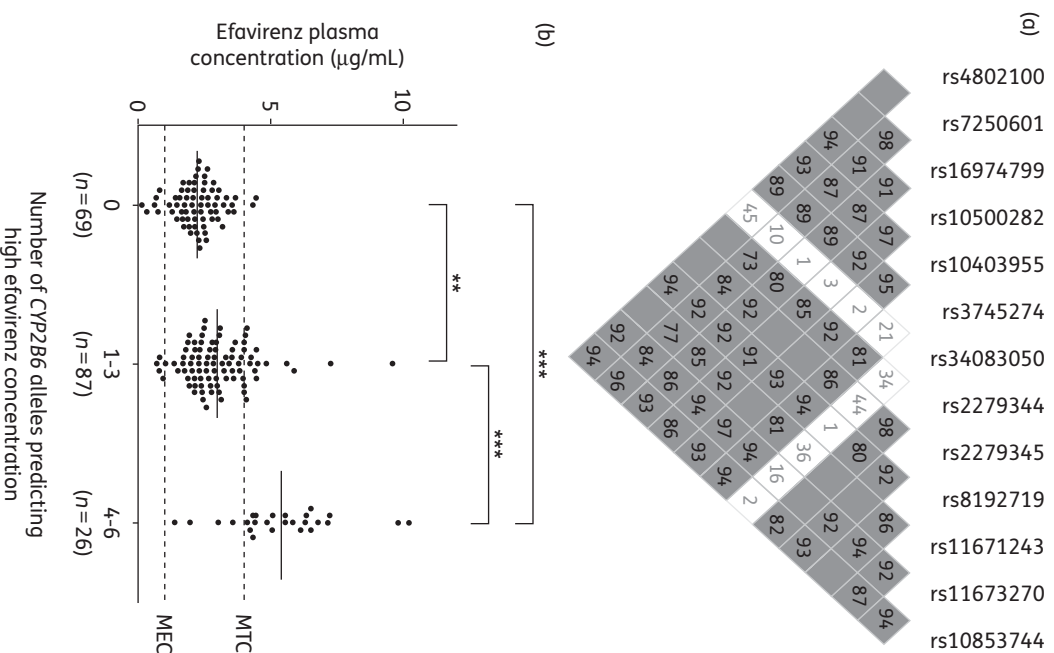 (a)
rs4802100
rs7250601
rs16974799
rs10500282
rs10403955
rs3745274
rs34083050
rs2279344
rs2279345
rs8192719
rs11671243
rs11673270
rs10853744
98 91 97 95 21 34 98 92 86 92 94
91 87 92 2 81 44 80 94 87
94 87 89 3 92 86 1 92
93 89 1 85 94 36 93
89 10 80 93 81 16 82
45 73 92 91 94 2
84 92 92 97 94
92 85 94 93
94 77 86 86
84 93
92 96
94
(b)
***
***
**
10
5
0
Efavirenz plasma
concentration (µg/mL)
MTC
MEC
0 1–3 4–6
(n=69) (n=87) (n=26)
Number of CYP2B6 alleles predicting
high efavirenz concentration